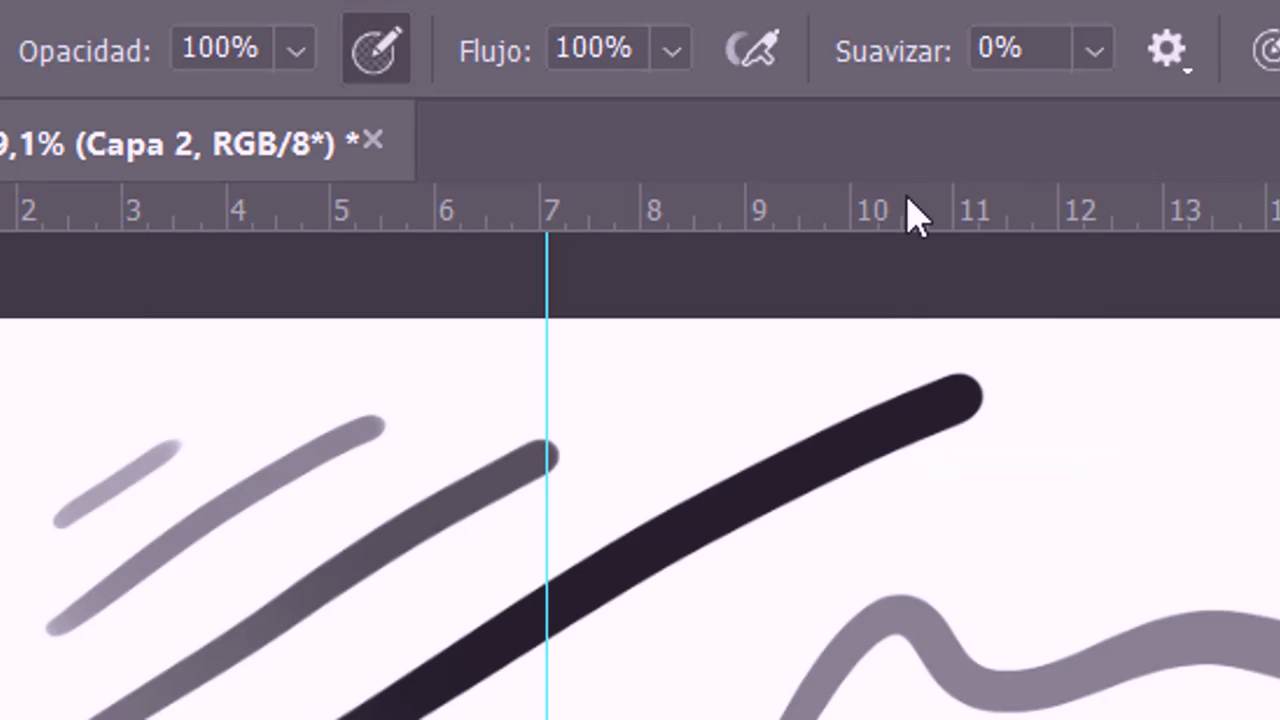 Opacidad: 100% Flujo: 100% Suavizar: 0%
9,1% (Capa 2, RGB/8*) *
2 3 4 5 6 7 8 9 10 11 12 13 1